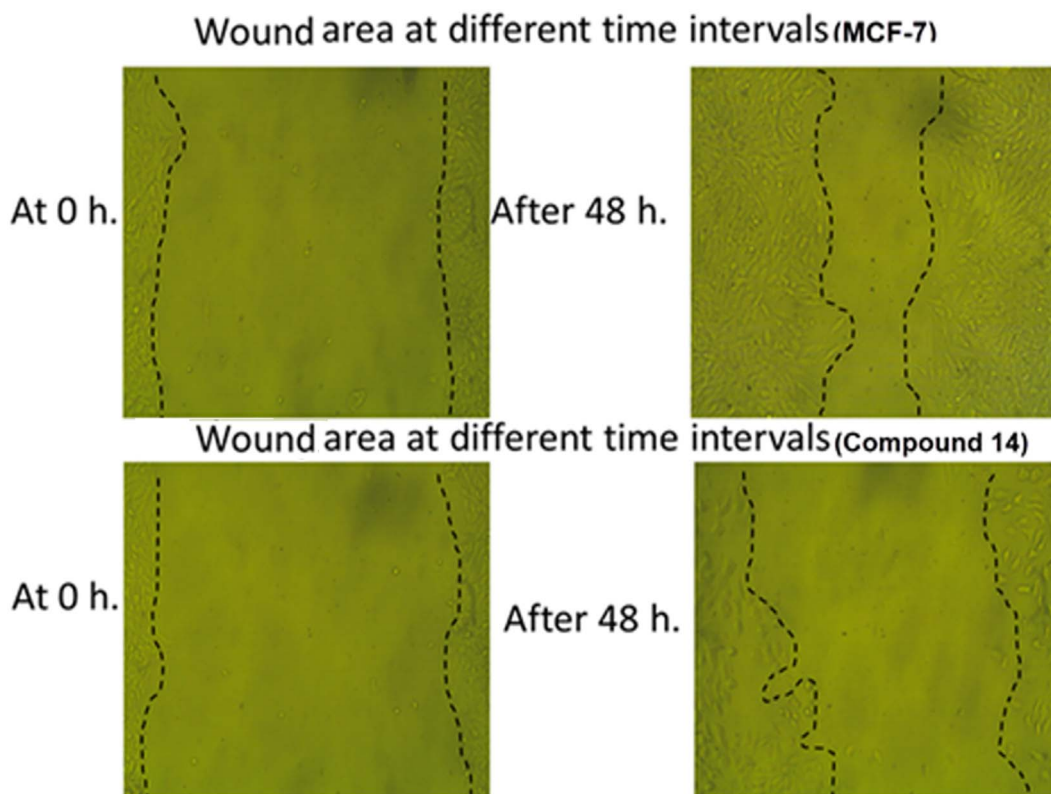 Wound area at different time intervals(MCF-7)
At 0 h.
After 48 h.
Wound area at different time intervals(Compound 14)
At 0 h.
After 48 h.